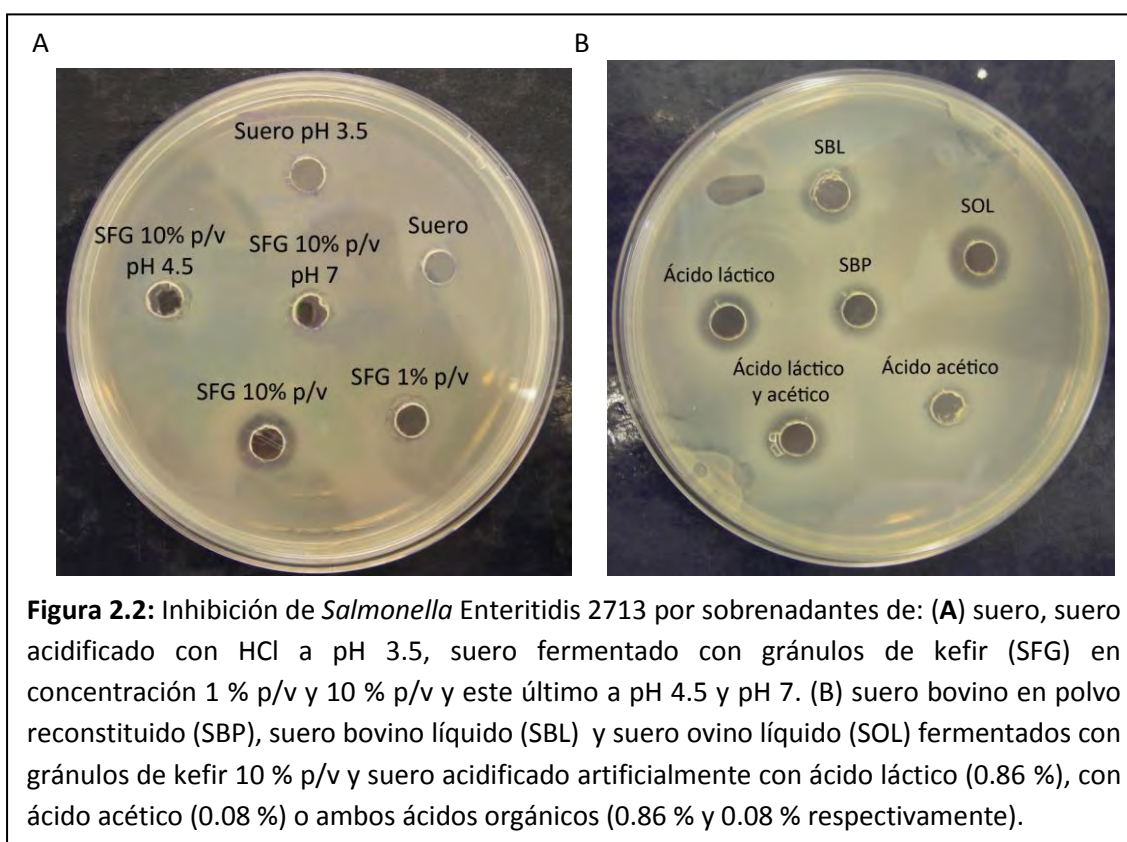 A
B
Suero pH 3.5
SFG 10% p/v
pH 4.5
SFG 10% p/v
pH 7
Suero
SFG 10% p/v
SFG 1% p/v
SBL
SOL
Ácido láctico
SBP
Ácido láctico
y acético
Ácido acético
Figura 2.2: Inhibición de Salmonella Enteritidis 2713 por sobrenadantes de: (A) suero, suero
acidificado con HCl a pH 3.5, suero fermentado con gránulos de kefir (SFG) en
concentración 1 % p/v y 10 % p/v y este último a pH 4.5 y pH 7. (B) suero bovino en polvo
reconstituido (SBP), suero bovino líquido (SBL) y suero ovino líquido (SOL) fermentados con
gránulos de kefir 10 % p/v y suero acidificado artificialmente con ácido láctico (0.86 %), con
ácido acético (0.08 %) o ambos ácidos orgánicos (0.86 % y 0.08 % respectivamente).